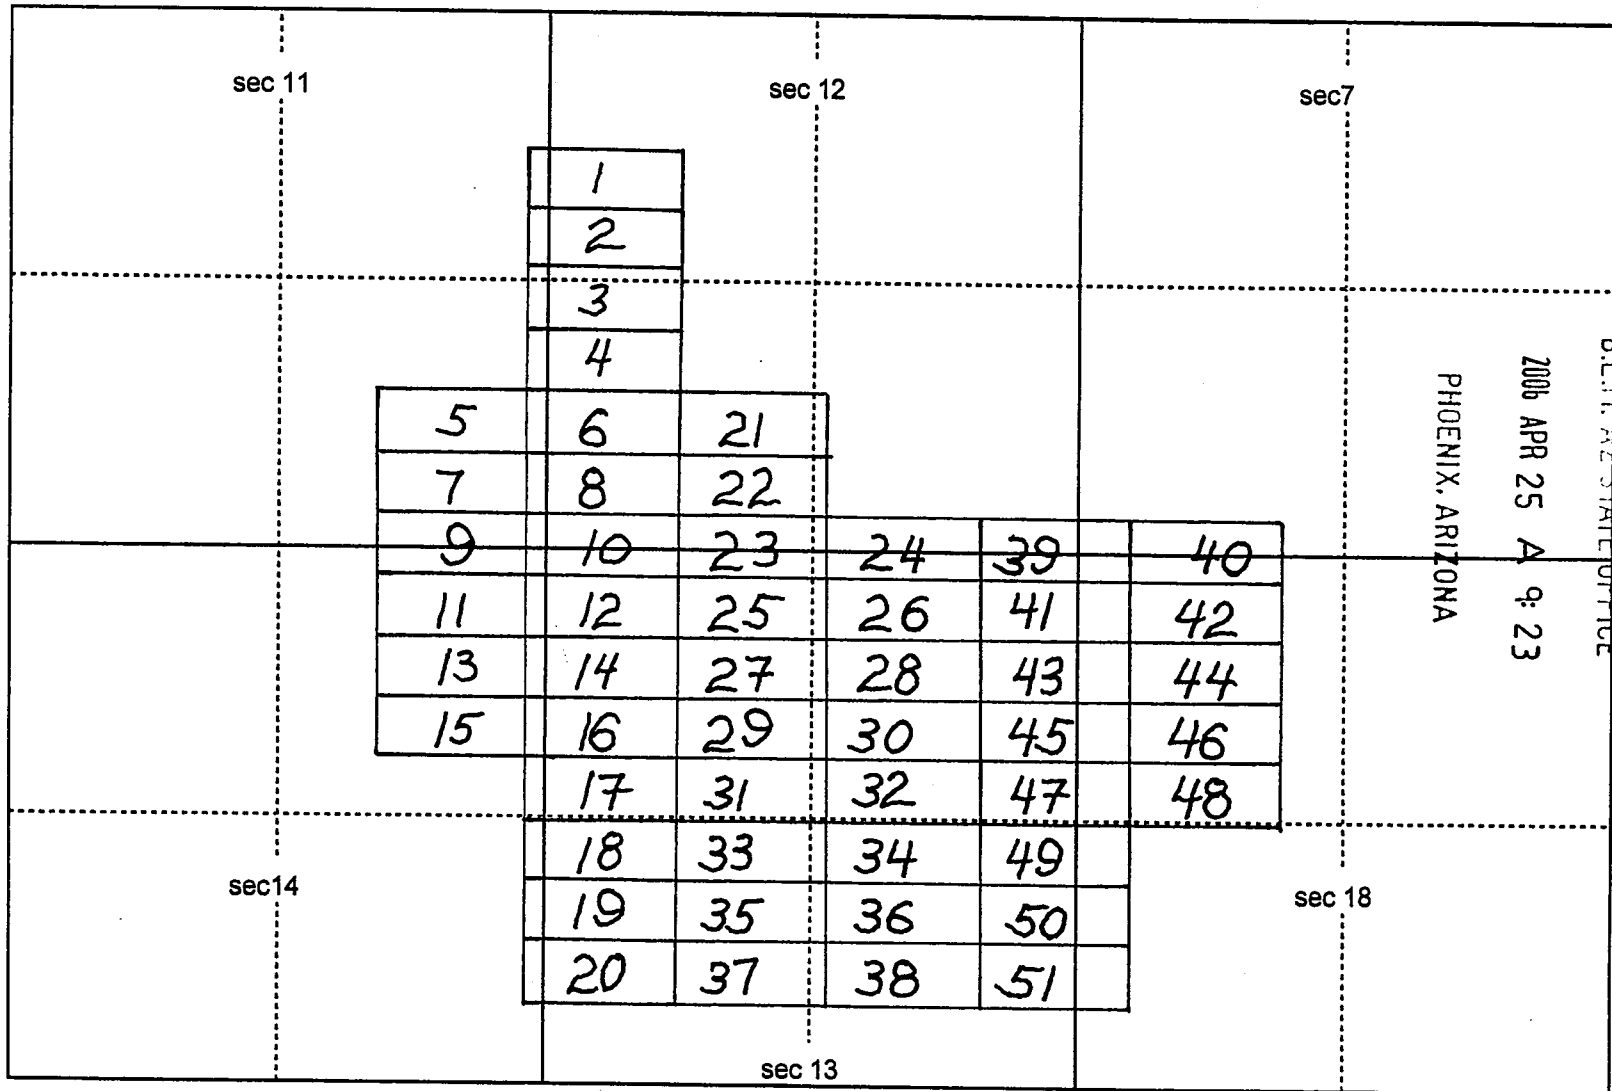 sec 11 sec 12 sec7
1
2
3
4
5 6 21
7 8 22
9 10 23 24 39 40
11 12 25 26 41 42
13 14 27 28 43 44
15 16 29 30 45 46
17 31 32 47 48
18 33 34 49
sec14 sec 18
19 35 36 50
20 37 38 51
sec 13
OFFICE
2006 APR 25 A 9: 23
PHOENIX, ARIZONA